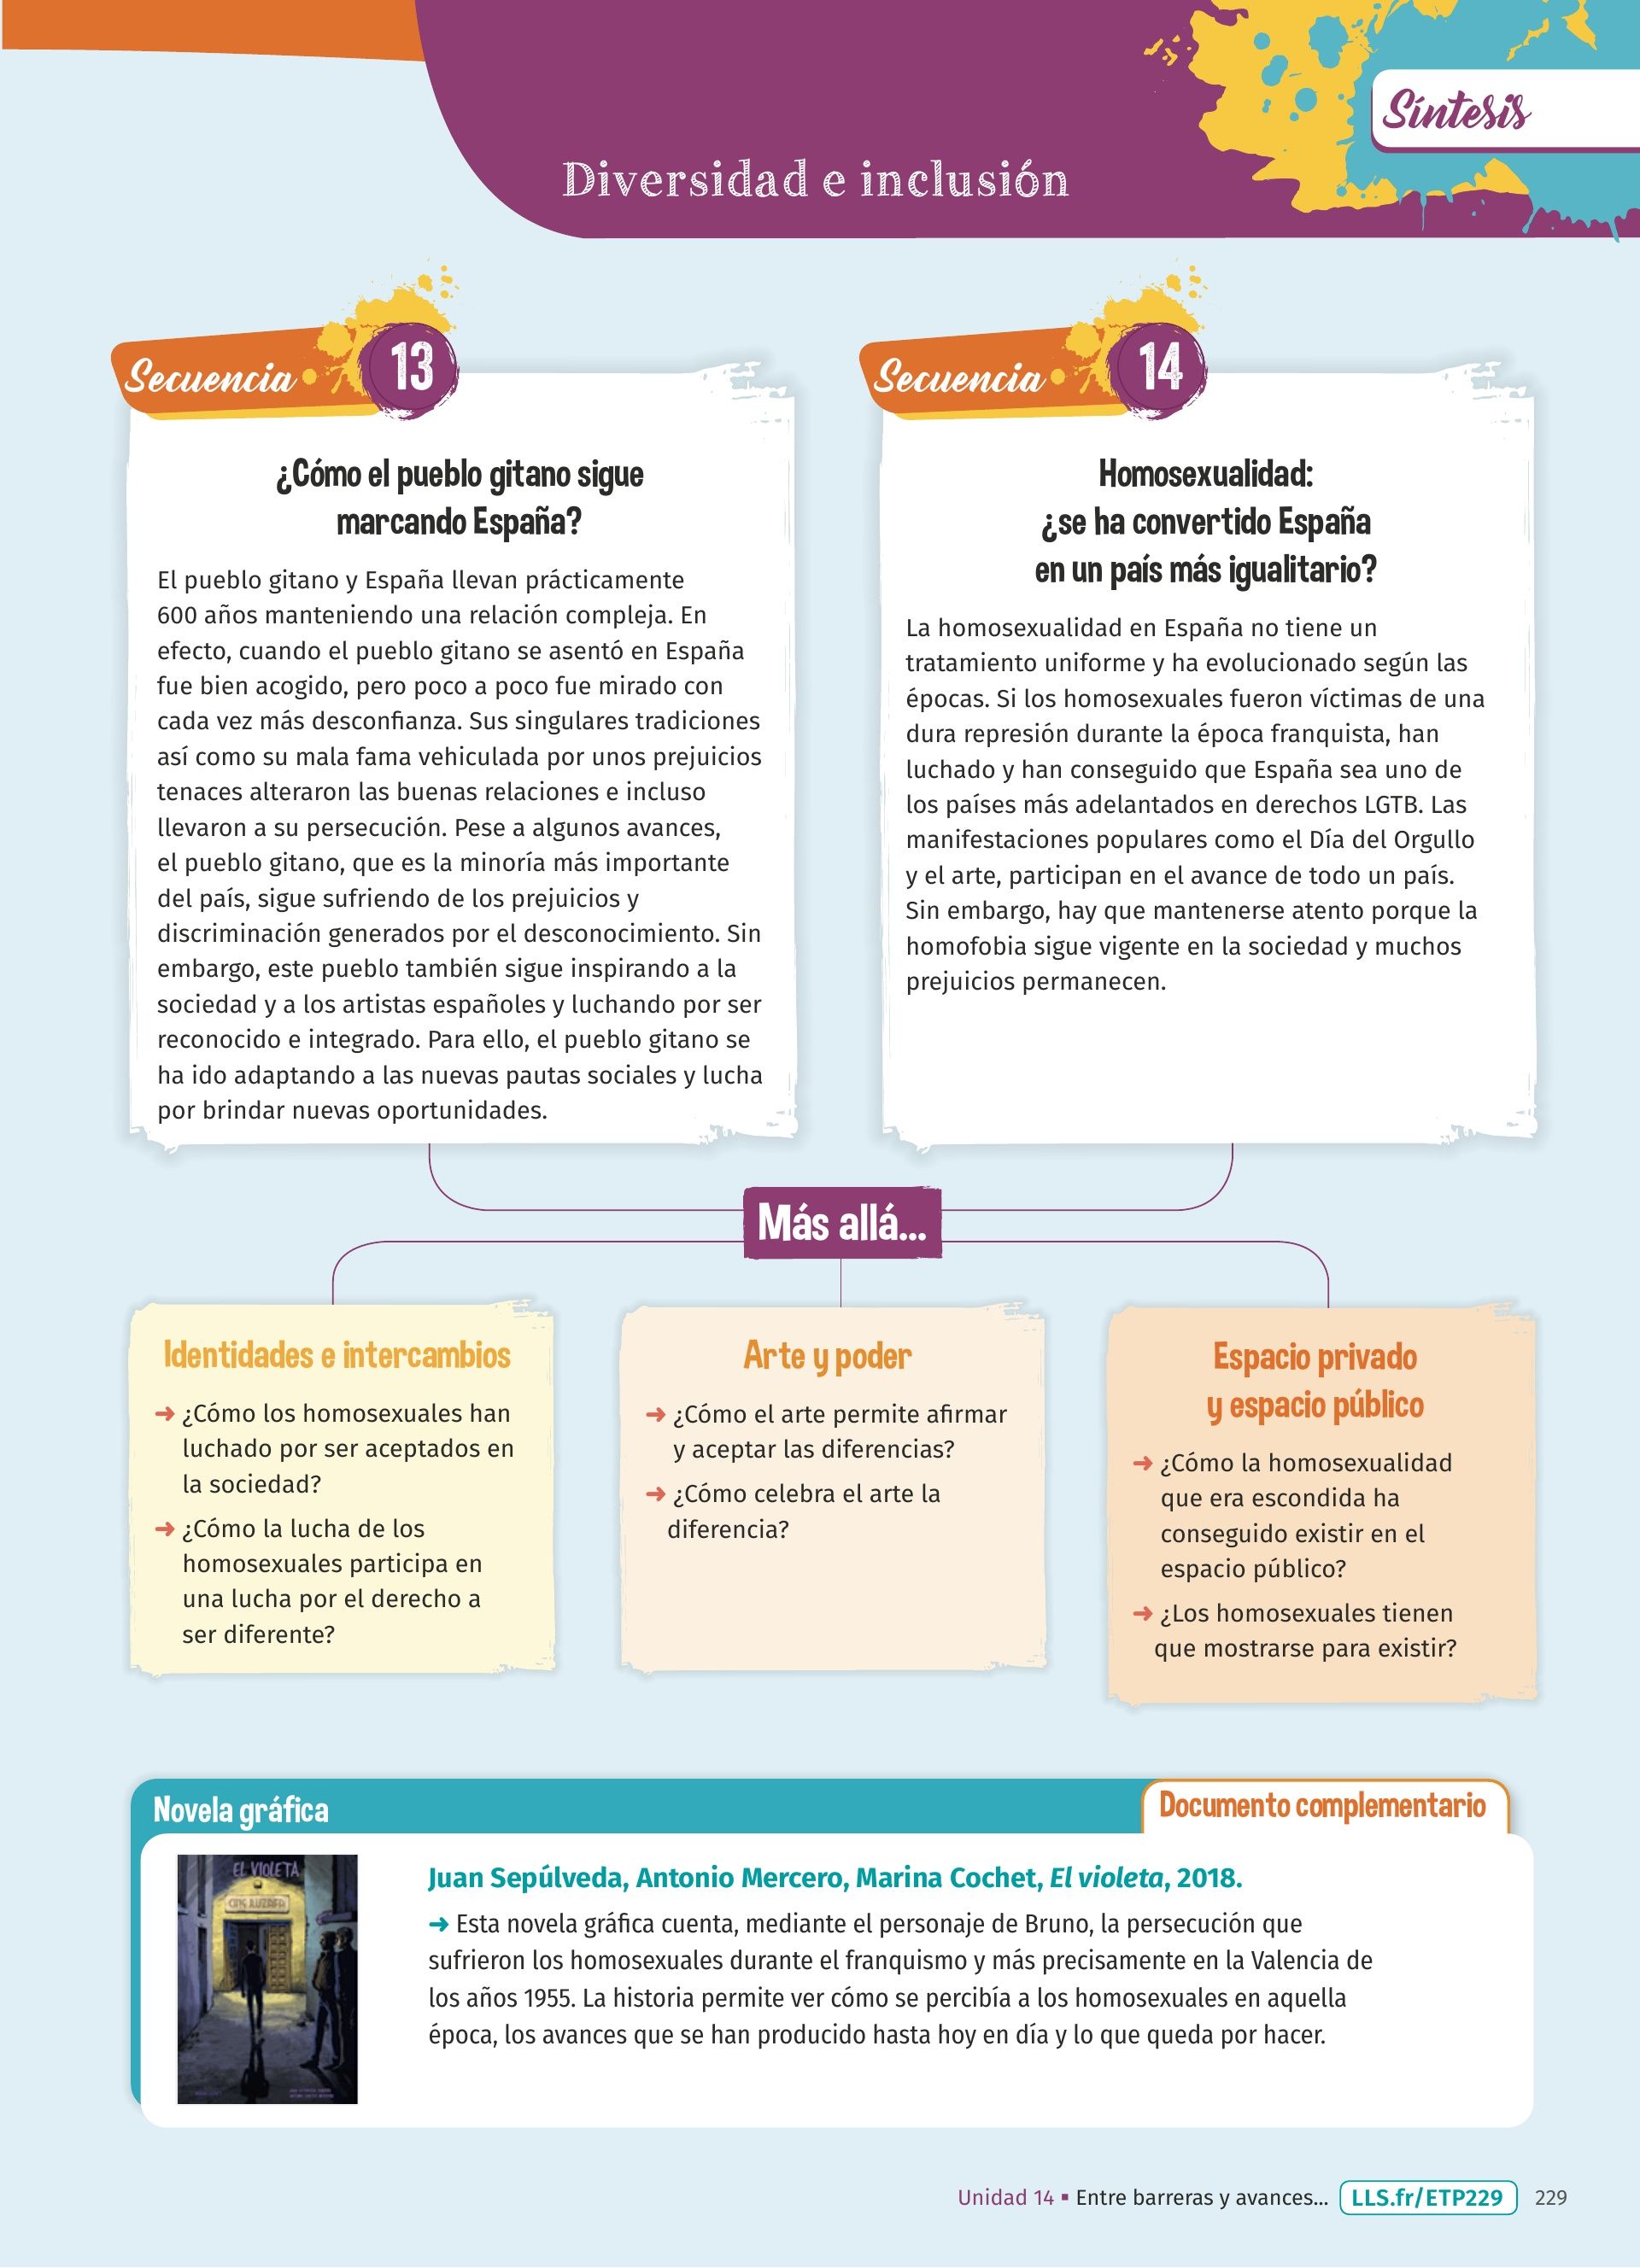 Síntesis
Diversidad e inclusión
Secuencia 13
¿Cómo el pueblo gitano sigue
marcando España?
El pueblo gitano y España llevan prácticamente
600 años manteniendo una relación compleja. En
efecto, cuando el pueblo gitano se asentó en España
fue bien acogido, pero poco a poco fue mirado con
cada vez más desconfianza. Sus singulares tradiciones
así como su mala fama vehiculada por unos prejuicios
tenaces alteraron las buenas relaciones e incluso
llevaron a su persecución. Pese a algunos avances,
el pueblo gitano, que es la minoría más importante
del país, sigue sufriendo de los prejuicios y
discriminación generados por el desconocimiento. Sin
embargo, este pueblo también sigue inspirando a la
sociedad y a los artistas españoles y luchando por ser
reconocido e integrado. Para ello, el pueblo gitano se
ha ido adaptando a las nuevas pautas sociales y lucha
por brindar nuevas oportunidades.
Secuencia 14
Homosexualidad:
¿se ha convertido España
en un país más igualitario?
La homosexualidad en España no tiene un
tratamiento uniforme y ha evolucionado según las
épocas. Si los homosexuales fueron víctimas de una
dura represión durante la época franquista, han
luchado y han conseguido que España sea uno de
los países más adelantados en derechos LGTB. Las
manifestaciones populares como el Día del Orgullo
y el arte, participan en el avance de todo un país.
Sin embargo, hay que mantenerse atento porque la
homofobia sigue vigente en la sociedad y muchos
prejuicios permanecen.
Más allá...
Identidades e intercambios
➜ ¿Cómo los homosexuales han
luchado por ser aceptados en
la sociedad?
➜ ¿Cómo la lucha de los
homosexuales participa en
una lucha por el derecho a
ser diferente?
Arte y poder
➜ ¿Cómo el arte permite afirmar
y aceptar las diferencias?
➜ ¿Cómo celebra el arte la
diferencia?
Espacio privado
y espacio público
➜ ¿Cómo la homosexualidad
que era escondida ha
conseguido existir en el
espacio público?
➜ ¿Los homosexuales tienen
que mostrarse para existir?
Novela gráfica
Documento complementario
EL VIOLETA
Juan Sepúlveda, Antonio Mercero, Marina Cochet, El violeta, 2018.
➜ Esta novela gráfica cuenta, mediante el personaje de Bruno, la persecución que
sufrieron los homosexuales durante el franquismo y más precisamente en la Valencia de
los años 1955. La historia permite ver cómo se percibía a los homosexuales en aquella
época, los avances que se han producido hasta hoy en día y lo que queda por hacer.
Unidad 14 ▪ Entre barreras y avances... LLS.fr/ETP229 229